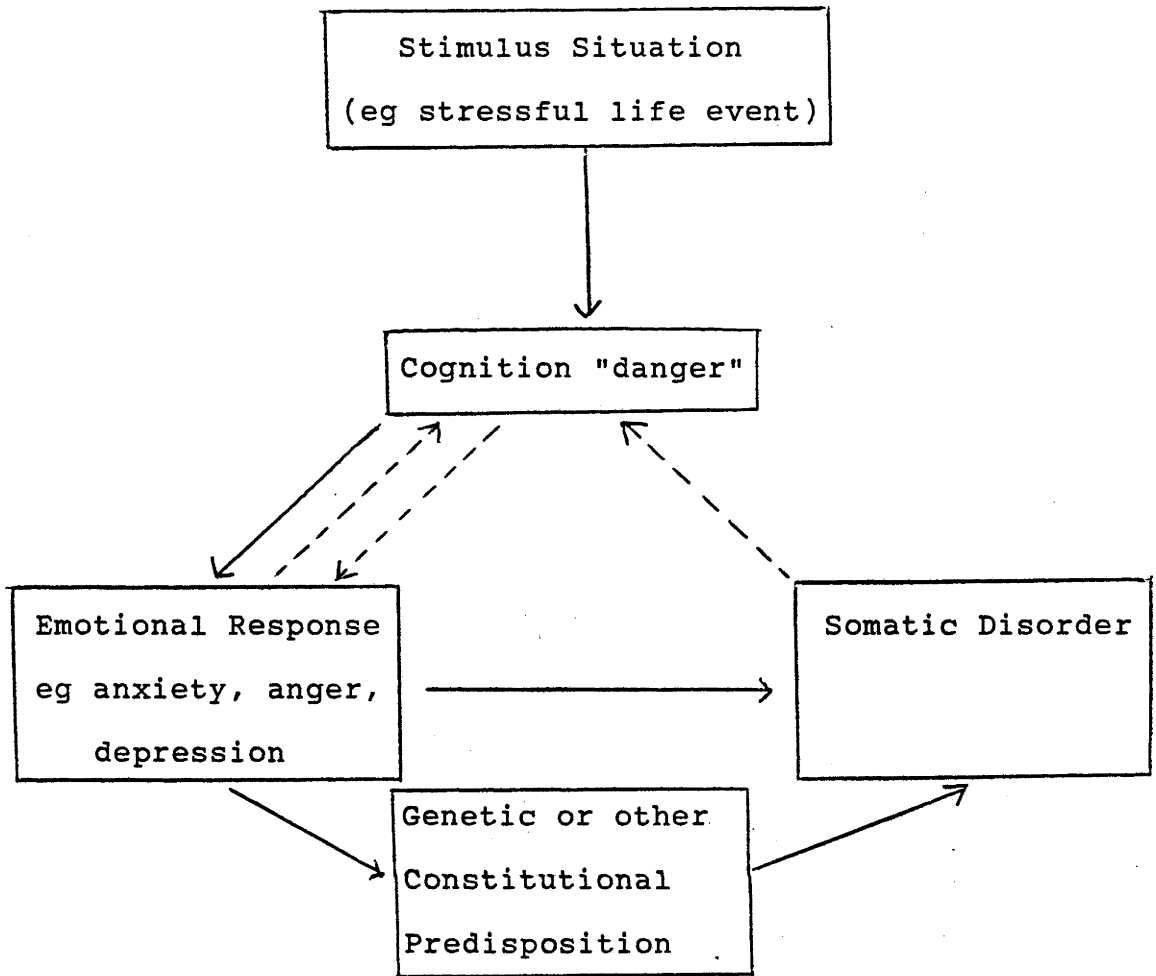 Stimulus Situation
(eg stressful life event)
Cognition "danger"
Emotional Response
eg anxiety, anger,
depression
Somatic Disorder
Genetic or other
Constitutional
Predisposition